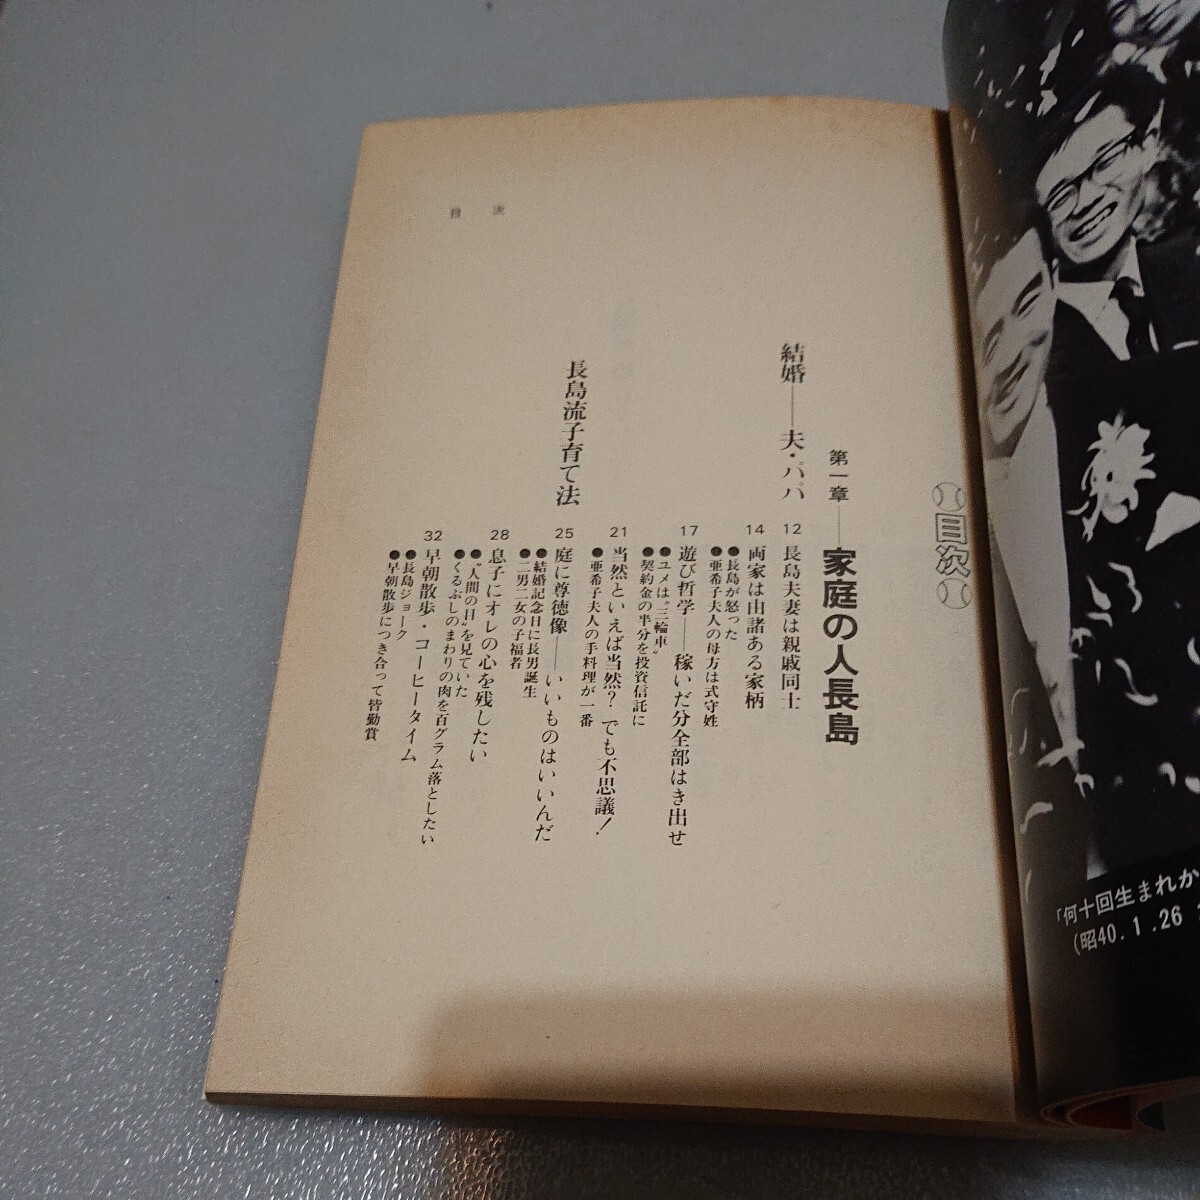 目次
第一章——家庭の人長島
結婚——夫・パパ
12 長島夫妻は親戚同士
14 両家は由諸ある家柄
●長島が怒った
●亜希子夫人の母方は式守姓
17 遊び哲学——稼いだ分全部はき出せ
●ユメは〝三輪車〟
●契約金の半分を投資信託に
21 当然といえば当然？ でも不思議！
●亜希子夫人の手料理が一番
長島流子育て法
25 庭に尊徳像——いいものはいいんだ
●結婚記念日に長男誕生
●二男二女の子福者
28 息子にオレの心を残したい
●〝人間の目〟を見ていた
●くるぶしのまわりの肉を百グラム落としたい
32 早朝散歩・コーヒータイム
●長島ジョーク
●早朝散歩につき合って皆勤賞
目次
「何十回生まれか
(昭40.1.26